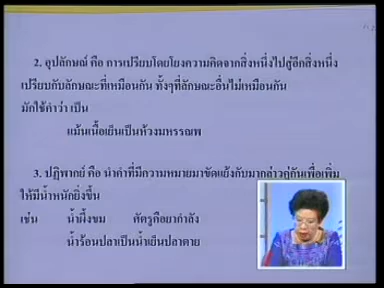 2. อุปลักษณ์ คือ การเปรียบโดยโยงความคิดจากสิ่งหนึ่งไปสู่อีกสิ่งหนึ่ง
เปรียบกับลักษณะที่เหมือนกัน ทั้งๆที่ลักษณะอื่นไม่เหมือนกัน
มักใช้คำว่า เป็น
แม้นเนื้อเย็นเป็นห้วงมหรรณพ
3. ปฏิพากย์ คือ นำคำที่มีความหมายมาขัดแย้งกับมากล่าวคู่กันเพื่อเพิ่ม
ให้มีน้ำหนักยิ่งขึ้น
เช่น น้ำผึ้งขม ศัตรูคือยากำลัง
น้ำร้อนปลาเป็นน้ำเย็นปลาตาย